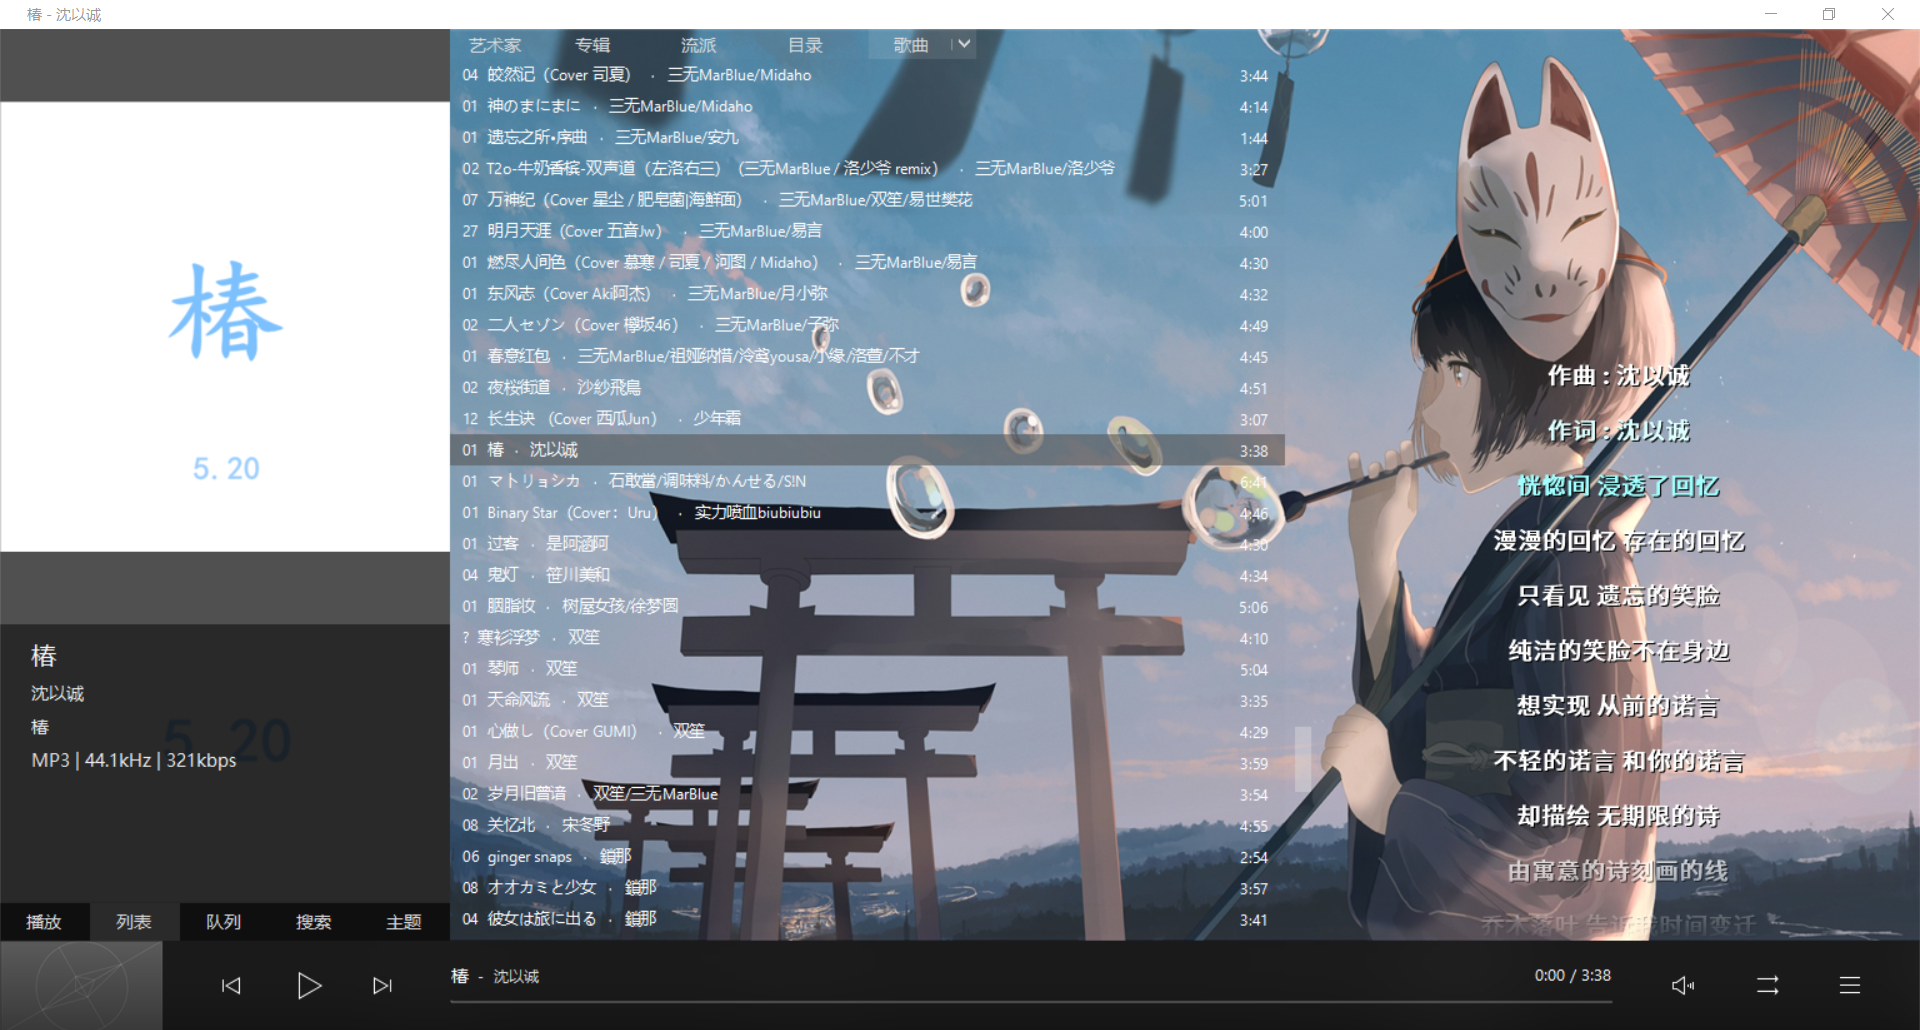 椿 - 沈以诚
艺术家 专辑 流派 目录 歌曲
04 皎然记（Cover 司夏） · 三无MarBlue/Midaho 3:44
01 神のまにまに · 三无MarBlue/Midaho 4:14
01 遗忘之所•序曲 · 三无MarBlue/安九 1:44
02 T2o-牛奶香槟-双声道（左洛右三）（三无MarBlue / 洛少爷 remix） · 三无MarBlue/洛少爷 3:27
07 万神纪（Cover 星尘 / 肥皂菌|海鲜面） · 三无MarBlue/双笙/易世樊花 5:01
27 明月天涯（Cover 五音Jw） · 三无MarBlue/易言 4:00
01 燃尽人间色（Cover 慕寒 / 司夏 / 河图 / Midaho） · 三无MarBlue/易言 4:30
01 东风志（Cover Aki阿杰） · 三无MarBlue/月小弥 4:32
02 二人セゾン（Cover 欅坂46） · 三无MarBlue/子弥 4:49
01 春意红包 · 三无MarBlue/祖娅纳惜/泠鸢yousa/小缘/洛萱/不才 4:45
02 夜桜街道 · 沙紗飛鳥 4:51
12 长生诀 （Cover 西瓜Jun） · 少年霜 3:07
01 椿 · 沈以诚 3:38
01 マトリョシカ · 石敢當/调味料/かんせる/S!N 6:41
01 Binary Star（Cover：Uru） · 实力喷血biubiubiu 4:46
01 过客 · 是阿涵阿 4:30
04 鬼灯 · 笹川美和 4:34
01 胭脂妆 · 树屋女孩/徐梦圆 5:06
? 寒衫浮梦 · 双笙 4:10
01 琴师 · 双笙 5:04
01 天命风流 · 双笙 3:35
01 心做し（Cover GUMI） · 双笙 4:29
01 月出 · 双笙 3:59
02 岁月旧曾谙 · 双笙/三无MarBlue 3:54
08 关忆北 · 宋冬野 4:55
06 ginger snaps · 鎖那 2:54
08 オオカミと少女 · 鎖那 3:57
04 彼女は旅に出る · 鎖那 3:41
椿
5.20
椿
沈以诚
椿
5.20
MP3 | 44.1kHz | 321kbps
播放 列表 队列 搜索 主题
作曲 : 沈以诚
作词 : 沈以诚
恍惚间 浸透了回忆
漫漫的回忆 存在的回忆
只看见 遗忘的笑脸
纯洁的笑脸不在身边
想实现 从前的诺言
不轻的诺言 和你的诺言
却描绘 无期限的诗
由寓意的诗刻画的线
乔木落叶 告诉我时间变迁
椿 - 沈以诚
0:00 / 3:38